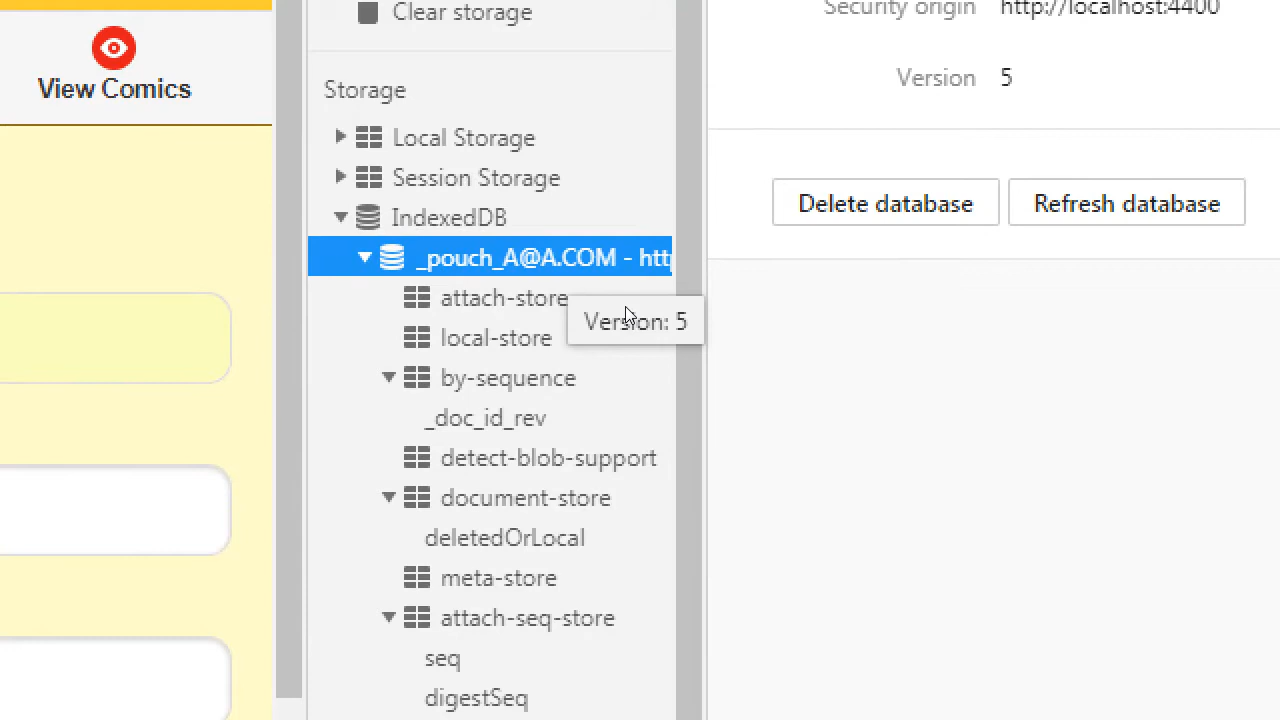 View Comics
Clear storage
Storage
Local Storage
Session Storage
IndexedDB
_pouch_A@A.COM - htt
attach-store
Version: 5
local-store
by-sequence
_doc_id_rev
detect-blob-support
document-store
deletedOrLocal
meta-store
attach-seq-store
seq
digestSeq
Security origin http://localhost:4400
Version 5
Delete database
Refresh database